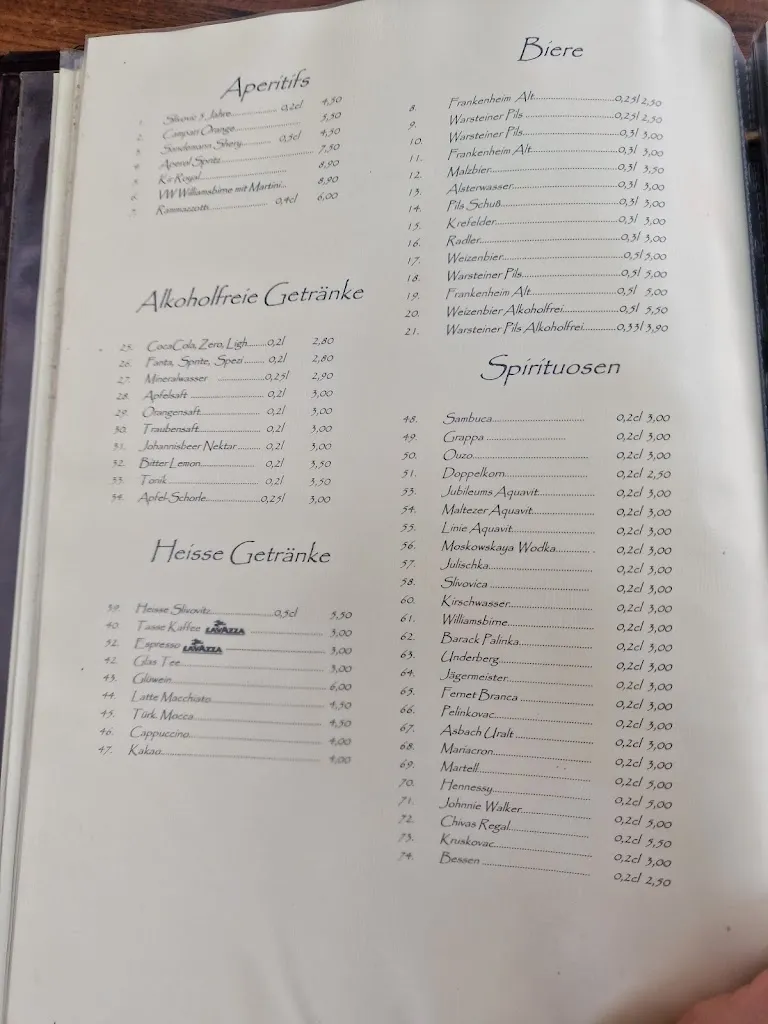 Aperitifs
1. Slivovic 5 Jahre 0,2cl 4,50
2. Campari Orange 5,50
3. Sandemann Shery 0,5cl 4,50
4. Aperol Spritz 7,50
5. Kir Royal 8,90
6. VW Williamsbirne mit Martini 8,90
7. Rammazzotti 0,4cl 6,00
Alkoholfreie Getränke
25. CocaCola, Zero, Ligh 0,2l 2,80
26. Fanta, Sprite, Spezi 0,2l 2,80
27. Mineralwasser 0,25l 2,90
28. Apfelsaft 0,2l 3,00
29. Orangensaft 0,2l 3,00
30. Traubensaft 0,2l 3,00
31. Johannisbeer Nektar 0,2l 3,00
32. Bitter Lemon 0,2l 3,50
33. Tonik 0,2l 3,50
34. Apfel-Schorle 0,25l 3,00
Heisse Getränke
39. Heisse Slivovitz 0,5cl 5,50
40. Tasse Kaffee LAVAZZA 3,00
52. Espresso LAVAZZA 3,00
42. Glas Tee 3,00
43. Glüwein 6,00
44. Latte Macchiato 4,50
45. Türk. Mocca 4,50
46. Cappuccino 4,00
47. Kakao 4,00
Biere
8. Frankenheim Alt 0,25l 2,50
9. Warsteiner Pils 0,25l 2,50
10. Warsteiner Pils 0,3l 3,00
11. Frankenheim Alt 0,3l 3,00
12. Malzbier 0,3l 3,50
13. Alsterwasser 0,3l 3,00
14. Pils Schuß 0,3l 3,00
15. Krefelder 0,3l 3,00
16. Radler 0,3l 3,00
17. Weizenbier 0,5l 5,00
18. Warsteiner Pils 0,5l 5,00
19. Frankenheim Alt 0,5l 5,00
20. Weizenbier Alkoholfrei 0,5l 5,50
21. Warsteiner Pils Alkoholfrei 0,33l 3,90
Spirituosen
48. Sambuca 0,2cl 3,00
49. Grappa 0,2cl 3,00
50. Ouzo 0,2cl 3,00
51. Doppelkorn 0,2cl 2,50
53. Jubileums Aquavit 0,2cl 3,00
54. Maltezer Aquavit 0,2cl 3,00
55. Linie Aquavit 0,2cl 3,00
56. Moskowskaya Wodka 0,2cl 3,00
57. Julischka 0,2cl 3,00
58. Slivovica 0,2cl 3,00
60. Kirschwasser 0,2cl 3,00
61. Williamsbirne 0,2cl 3,00
62. Barack Palinka 0,2cl 3,00
63. Underberg 0,2cl 3,00
64. Jägermeister 0,2cl 3,00
65. Fernet Branca 0,2cl 3,00
66. Pelinkovac 0,2cl 3,00
67. Asbach Uralt 0,2cl 3,00
68. Mariacron 0,2cl 3,00
69. Martell 0,2cl 5,00
70. Hennessy 0,2cl 5,00
71. Johnnie Walker 0,2cl 5,00
72. Chivas Regal 0,2cl 5,50
73. Kruskovac 0,2cl 3,00
74. Bessen 0,2cl 2,50